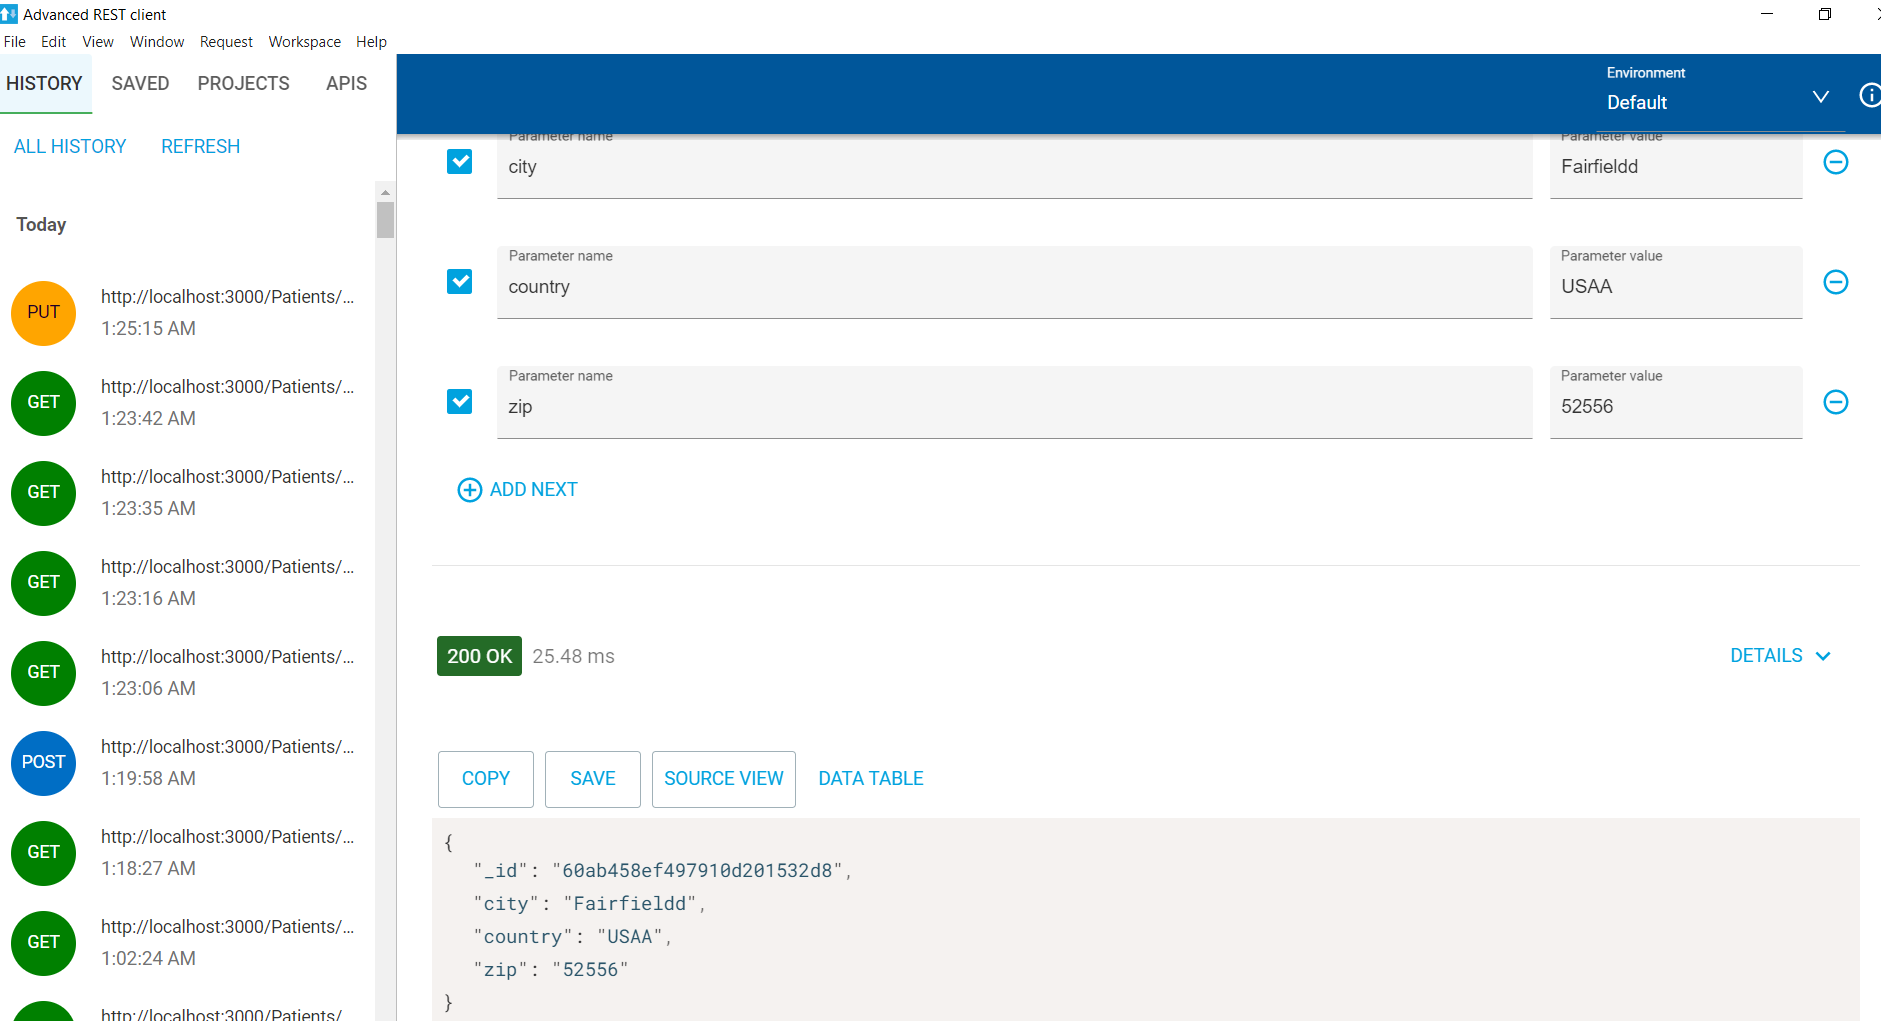 Advanced REST client
File Edit View Window Request Workspace Help
HISTORY SAVED PROJECTS APIS
ALL HISTORY REFRESH
Today
PUT http://localhost:3000/Patients/...
1:25:15 AM
GET http://localhost:3000/Patients/...
1:23:42 AM
GET http://localhost:3000/Patients/...
1:23:35 AM
GET http://localhost:3000/Patients/...
1:23:16 AM
GET http://localhost:3000/Patients/...
1:23:06 AM
POST http://localhost:3000/Patients/...
1:19:58 AM
GET http://localhost:3000/Patients/...
1:18:27 AM
GET http://localhost:3000/Patients/...
1:02:24 AM
http://localhost:3000/Patients/
Environment
Default
Parameter name Parameter value
city Fairfieldd
Parameter name Parameter value
country USAA
Parameter name Parameter value
zip 52556
ADD NEXT
200 OK 25.48 ms DETAILS
COPY SAVE SOURCE VIEW DATA TABLE
{
"_id": "60ab458ef497910d201532d8",
"city": "Fairfieldd",
"country": "USAA",
"zip": "52556"
}